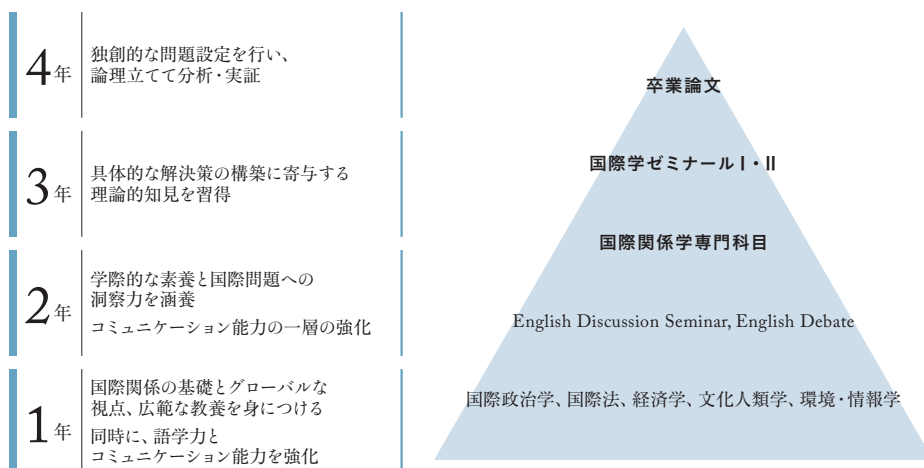 4年
独創的な問題設定を行い、
論理立てて分析・実証
3年
具体的な解決策の構築に寄与する
理論的知見を習得
2年
学際的な素養と国際問題への
洞察力を涵養
コミュニケーション能力の一層の強化
1年
国際関係の基礎とグローバルな
視点、広範な教養を身につける
同時に、語学力と
コミュニケーション能力を強化
卒業論文
国際学ゼミナールⅠ・Ⅱ
国際関係学専門科目
English Discussion Seminar, English Debate
国際政治学、国際法、経済学、文化人類学、環境・情報学